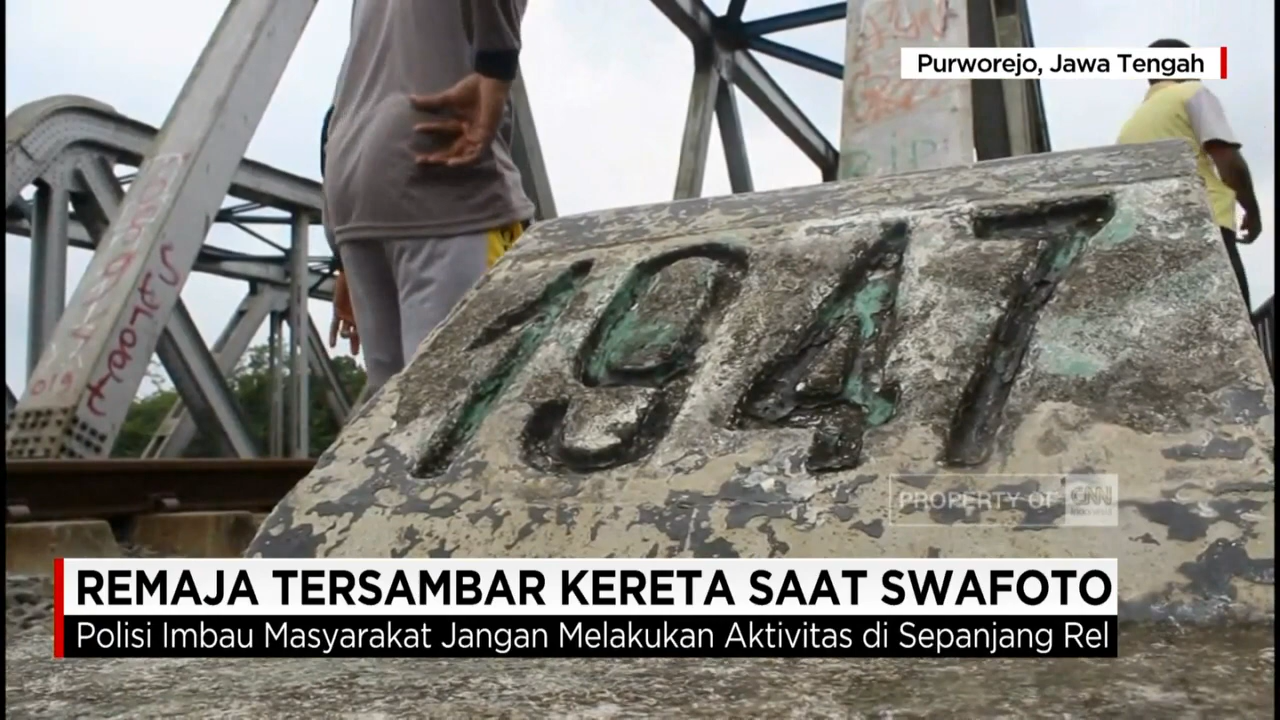 Purworejo, Jawa Tengah
1947
PROPERTY OF CNN
REMAJA TERSAMBAR KERETA SAAT SWAFOTO
Polisi Imbau Masyarakat Jangan Melakukan Aktivitas di Sepanjang Rel